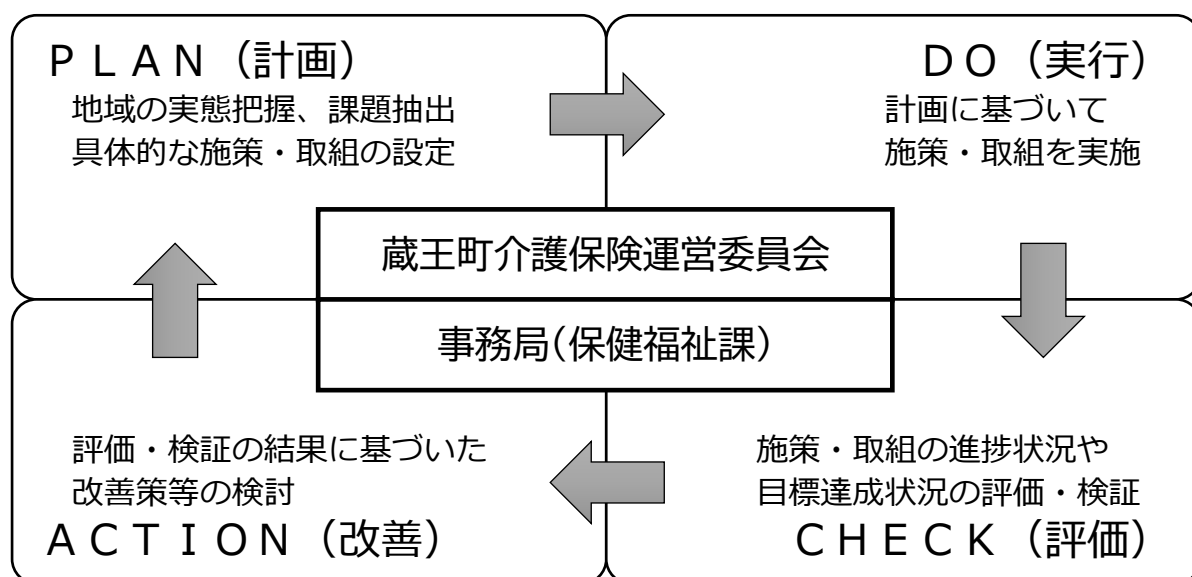 ＰＬＡＮ（計画）
地域の実態把握、課題抽出
具体的な施策・取組の設定
ＤＯ（実行）
計画に基づいて
施策・取組を実施
蔵王町介護保険運営委員会
事務局（保健福祉課）
評価・検証の結果に基づいた
改善策等の検討
ＡＣＴＩＯＮ（改善）
施策・取組の進捗状況や
目標達成状況の評価・検証
ＣＨＥＣＫ（評価）